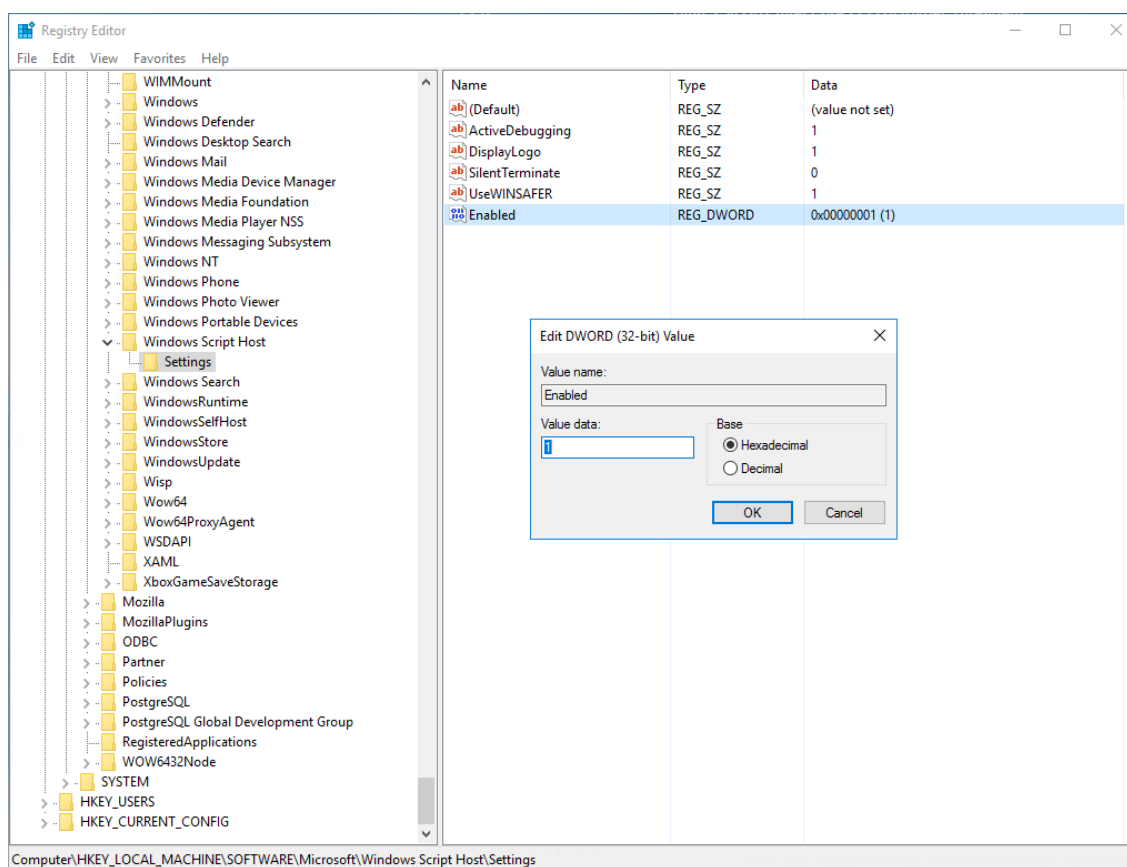 Registry Editor
File Edit View Favorites Help
WIMMount
Windows
Windows Defender
Windows Desktop Search
Windows Mail
Windows Media Device Manager
Windows Media Foundation
Windows Media Player NSS
Windows Messaging Subsystem
Windows NT
Windows Phone
Windows Photo Viewer
Windows Portable Devices
Windows Script Host
Settings
Windows Search
WindowsRuntime
WindowsSelfHost
WindowsStore
WindowsUpdate
Wisp
Wow64
Wow64ProxyAgent
WSDAPI
XAML
XboxGameSaveStorage
Mozilla
MozillaPlugins
ODBC
Partner
Policies
PostgreSQL
PostgreSQL Global Development Group
RegisteredApplications
WOW6432Node
SYSTEM
HKEY_USERS
HKEY_CURRENT_CONFIG
Name Type Data
(Default) REG_SZ (value not set)
ActiveDebugging REG_SZ 1
DisplayLogo REG_SZ 1
SilentTerminate REG_SZ 0
UseWINSAFER REG_SZ 1
Enabled REG_DWORD 0x00000001 (1)
Edit DWORD (32-bit) Value
Value name:
Enabled
Value data:
1
Base
Hexadecimal
Decimal
OK Cancel
Computer\HKEY_LOCAL_MACHINE\SOFTWARE\Microsoft\Windows Script Host\Settings